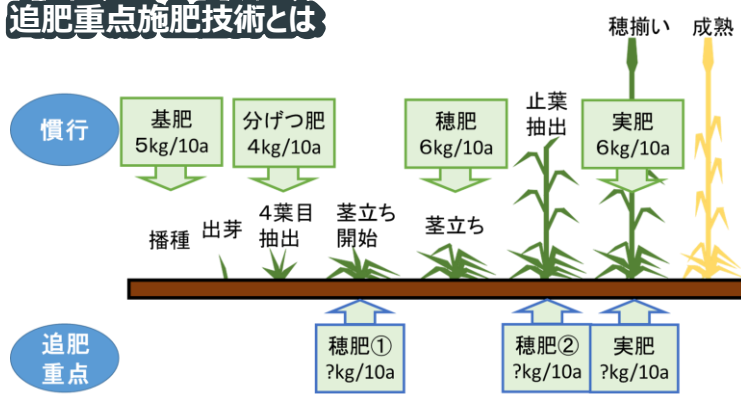 追肥重点施肥技術とは
穂揃い 成熟
慣行
基肥
5kg/10a
分げつ肥
4kg/10a
穂肥
6kg/10a
止葉
抽出
実肥
6kg/10a
播種
出芽
4葉目
抽出
茎立ち
開始
茎立ち
追肥
重点
穂肥①
?kg/10a
穂肥②
?kg/10a
実肥
?kg/10a